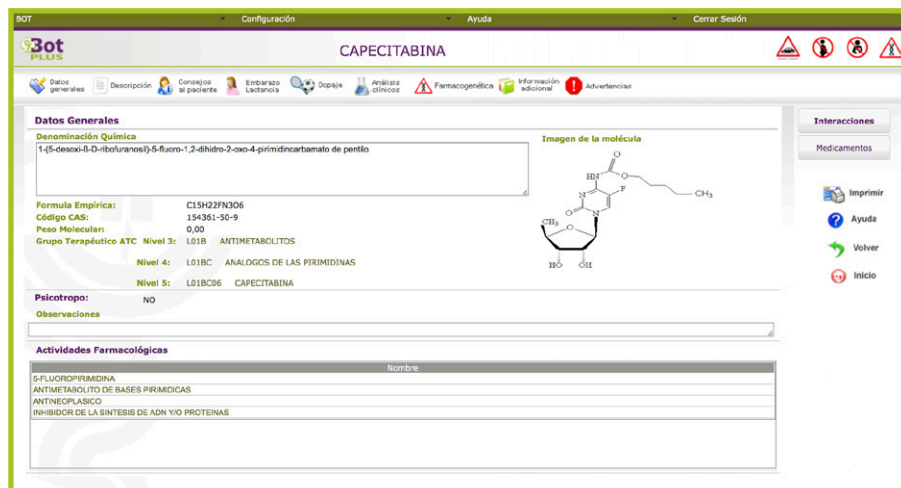 BOT Configuración Ayuda Cerrar Sesión
Bot PLUS
CAPECITABINA
Datos generales Descripción Consejos al paciente Embarazo Lactancia Dopaje Análisis clínicos Farmacogenética Información adicional Advertencias
Datos Generales
Denominación Química
1-(5-desoxi-ß-D-ribofuranosil)-5-fluoro-1,2-dihidro-2-oxo-4-pirimidincarbamato de pentilo
Imagen de la molécula
O
HN O CH3
N F
O N
CH3 O
HO OH
Formula Empírica: C15H22FN3O6
Código CAS: 154361-50-9
Peso Molecular: 0,00
Grupo Terapéutico ATC Nivel 3: L01B ANTIMETABOLITOS
Nivel 4: L01BC ANALOGOS DE LAS PIRIMIDINAS
Nivel 5: L01BC06 CAPECITABINA
Psicotropo: NO
Observaciones
Actividades Farmacológicas
Nombre
5-FLUOROPIRIMIDINA
ANTIMETABOLITO DE BASES PIRIMIDICAS
ANTINEOPLASICO
INHIBIDOR DE LA SINTESIS DE ADN Y/O PROTEINAS
Interacciones
Medicamentos
Imprimir
Ayuda
Volver
Inicio